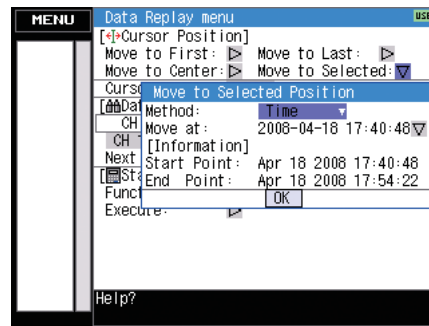 MENU
Data Replay menu
USB
[Cursor Position]
Move to First: Move to Last:
Move to Center: Move to Selected:
Move to Selected Position
Method: Time
Move at: 2008-04-18 17:40:48
[Information]
Start Point: Apr 18 2008 17:40:48
End Point: Apr 18 2008 17:54:22
OK
CH
CH
Next
Execute:
Help?